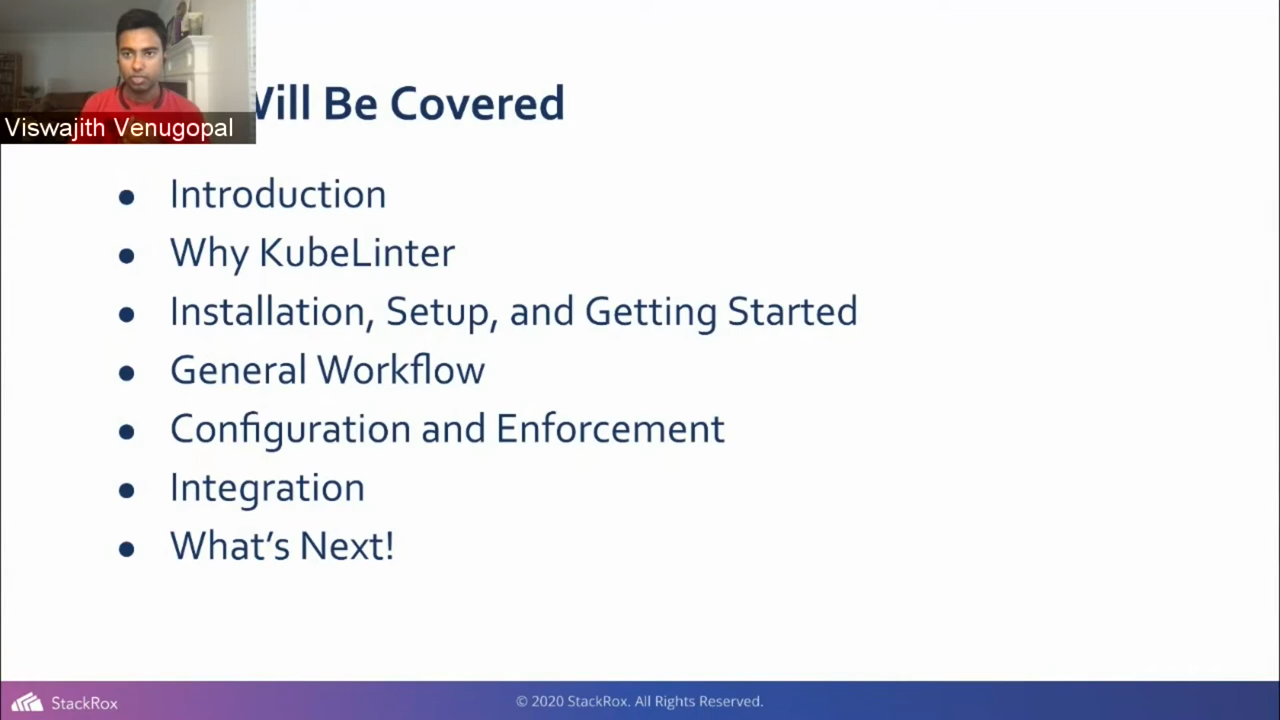 Will Be Covered
Viswajith Venugopal
● Introduction
● Why KubeLinter
● Installation, Setup, and Getting Started
● General Workflow
● Configuration and Enforcement
● Integration
● What's Next!
StackRox
© 2020 StackRox. All Rights Reserved.